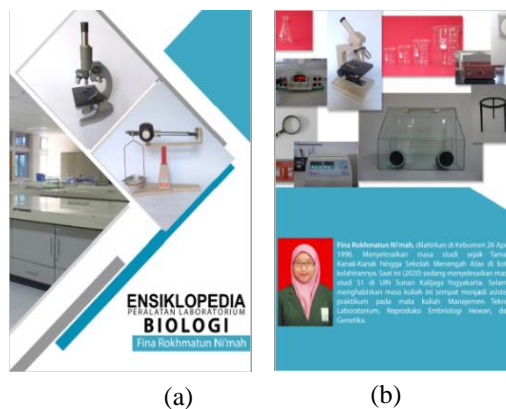 ENSIKLOPEDIA
PERALATAN LABORATORIUM
BIOLOGI
Fina Rokhmatun Ni'mah
Fina Rokhmatun Ni'mah, dilahirkan di Kebumen 26 Apr
1996. Menyelesaikan masa studi sejak Tama
Kanak-Kanak hingga Sekolah Menengah Atas di kot
kelahirannya. Saat ini (2020) sedang menyelesaikan mas
studi S1 di UIN Sunan Kalijaga Yogyakarta. Selam
menghabiskan masa kuliah ini sempat menjadi asiste
praktikum pada mata kuliah Manajemen Tekn
Laboratorium, Reproduksi Embriologi Hewan, da
Genetika.
(a)
(b)